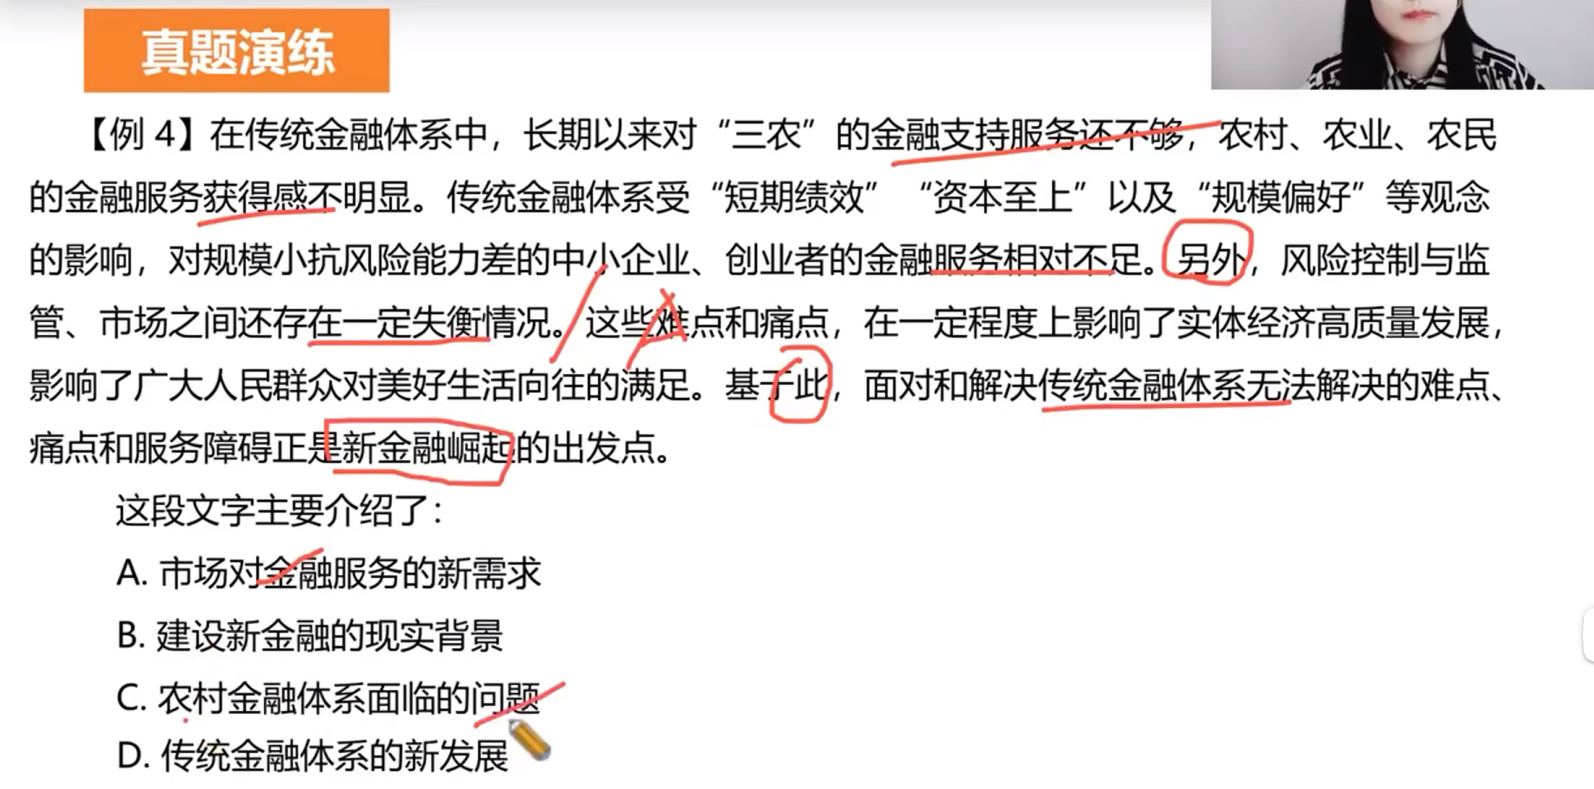 真题演练
【例 4】在传统金融体系中，长期以来对“三农”的金融支持服务还不够，农村、农业、农民
的金融服务获得感不明显。传统金融体系受“短期绩效”“资本至上”以及“规模偏好”等观念
的影响，对规模小抗风险能力差的中小企业、创业者的金融服务相对不足。另外，风险控制与监
管、市场之间还存在一定失衡情况。这些难点和痛点，在一定程度上影响了实体经济高质量发展，
影响了广大人民群众对美好生活向往的满足。基于此，面对和解决传统金融体系无法解决的难点、
痛点和服务障碍正是新金融崛起的出发点。
这段文字主要介绍了：
A. 市场对金融服务的新需求
B. 建设新金融的现实背景
C. 农村金融体系面临的问题
D. 传统金融体系的新发展